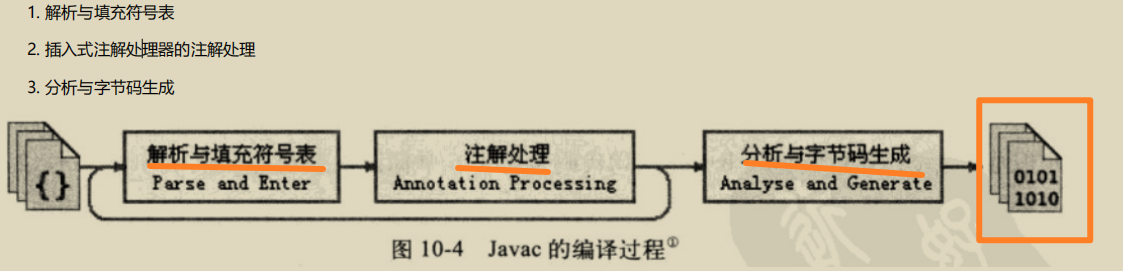 1. 解析与填充符号表
2. 插入式注解处理器的注解处理
3. 分析与字节码生成
{}
解析与填充符号表
Parse and Enter
注解处理
Annotation Processing
分析与字节码生成
Analyse and Generate
0101
1010
图 10-4 Javac 的编译过程①